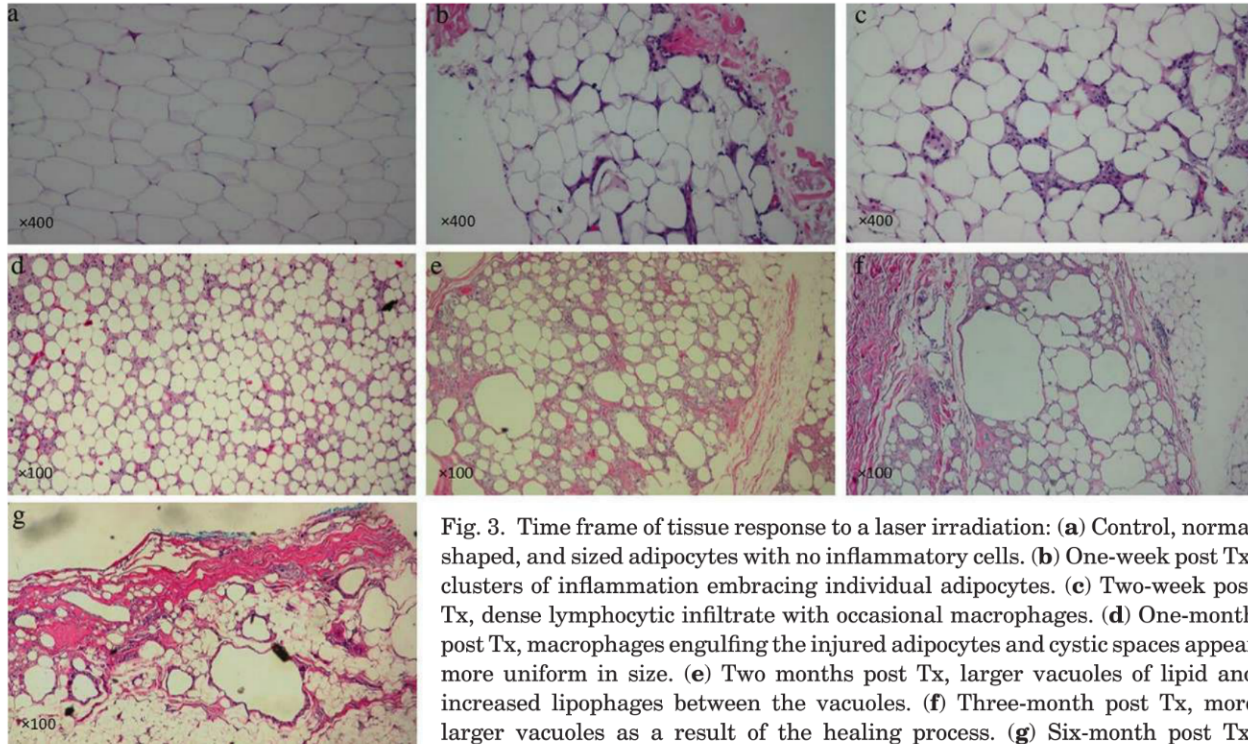 a
b
c
×400
×400
×400
d
e
f
×100
×100
×100
g
×100
Fig. 3. Time frame of tissue response to a laser irradiation: (a) Control, norma
shaped, and sized adipocytes with no inflammatory cells. (b) One-week post Tx
clusters of inflammation embracing individual adipocytes. (c) Two-week pos
Tx, dense lymphocytic infiltrate with occasional macrophages. (d) One-month
post Tx, macrophages engulfing the injured adipocytes and cystic spaces appea
more uniform in size. (e) Two months post Tx, larger vacuoles of lipid and
increased lipophages between the vacuoles. (f) Three-month post Tx, more
larger vacuoles as a result of the healing process. (g) Six-month post Tx